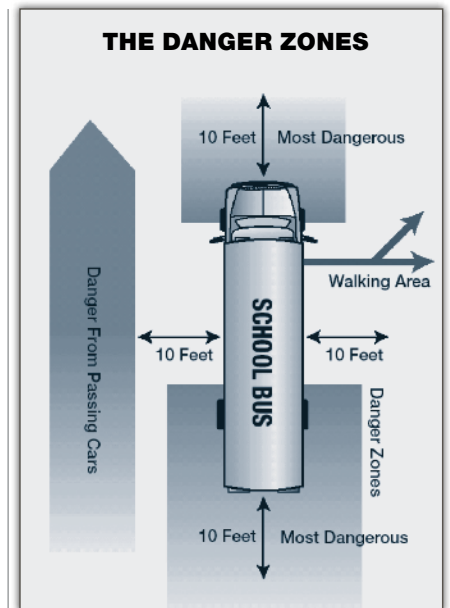 THE DANGER ZONES
10 Feet
Most Dangerous
Walking Area
Danger From Passing Cars
SCHOOL BUS
10 Feet
10 Feet
Danger Zones
10 Feet
Most Dangerous